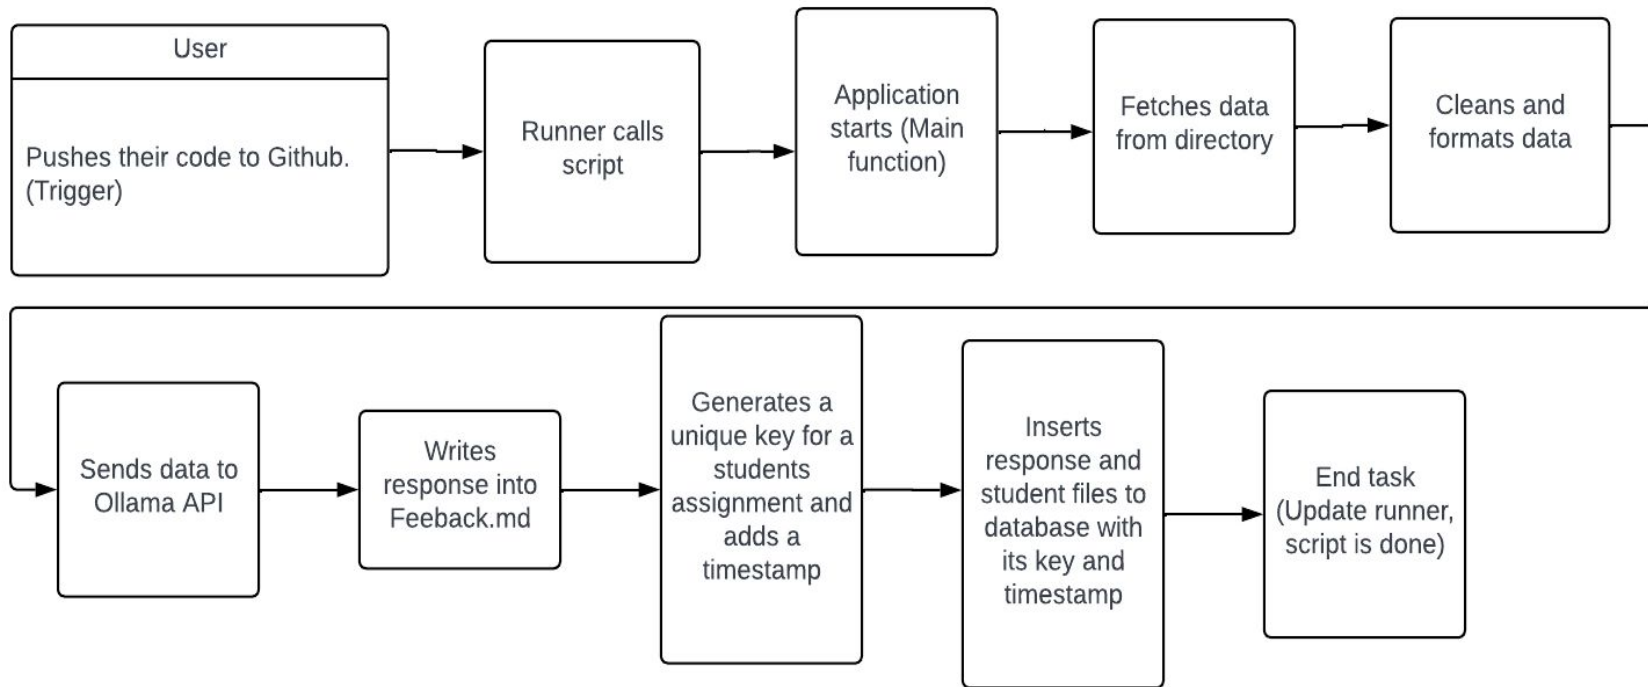 User
Pushes their code to Github.
(Trigger)
Runner calls
script
Application
starts (Main
function)
Fetches data
from directory
Cleans and
formats data
Sends data to
Ollama API
Writes
response into
Feeback.md
Generates a
unique key for a
students
assignment and
adds a
timestamp
Inserts
response and
student files to
database with
its key and
timestamp
End task
(Update runner,
script is done)